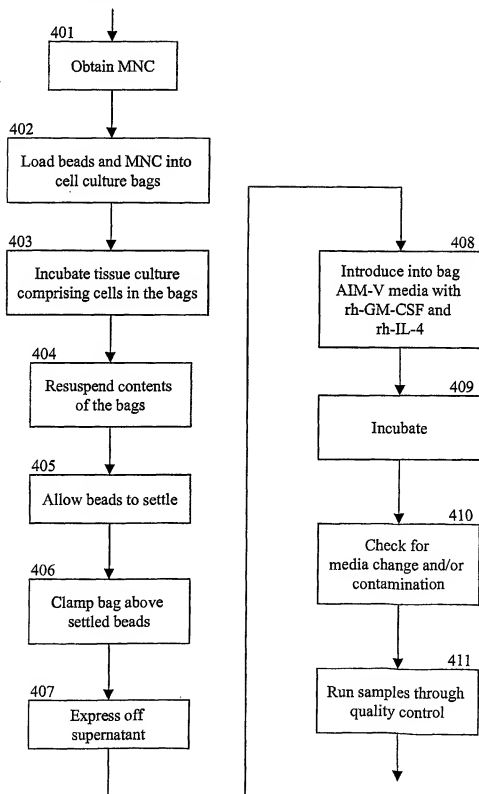 401
Obtain MNC
402
Load beads and MNC into
cell culture bags
403
Incubate tissue culture
comprising cells in the bags
404
Resuspend contents
of the bags
405
Allow beads to settle
406
Clamp bag above
settled beads
407
Express off
supernatant
408
Introduce into bag
AIM-V media with
rh-GM-CSF and
rh-IL-4
409
Incubate
410
Check for
media change and/or
contamination
411
Run samples through
quality control